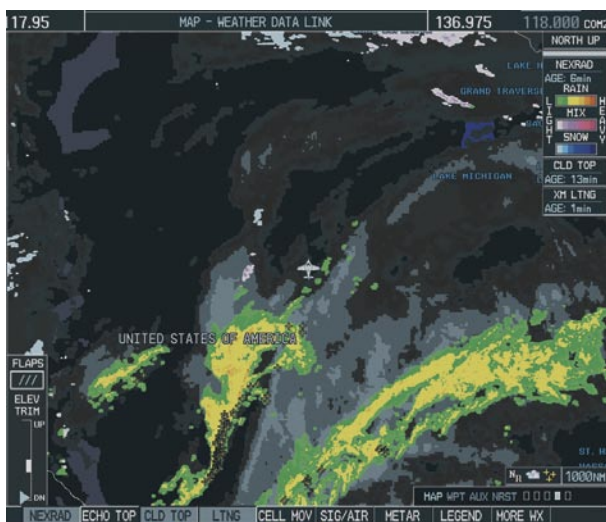 17.95 MAP - WEATHER DATA LINK 136.975 118.000 COM2
NORTH UP
NEXRAD
AGE: 6min
RAIN
LIGHT HEAVY
MIX
SNOW
CLD TOP
AGE: 13min
XM LTNG
AGE: 1min
GRAND TRAVERSE
LAKE MICHIGAN
UNITED STATES OF AMERICA
FLAPS
ELEV
TRIM
UP
DN
1000NM
MAP WPT AUX NRST
NEXRAD ECHO TOP CLD TOP LTNG CELL MOV SIG/AIR METAR LEGEND MORE WX